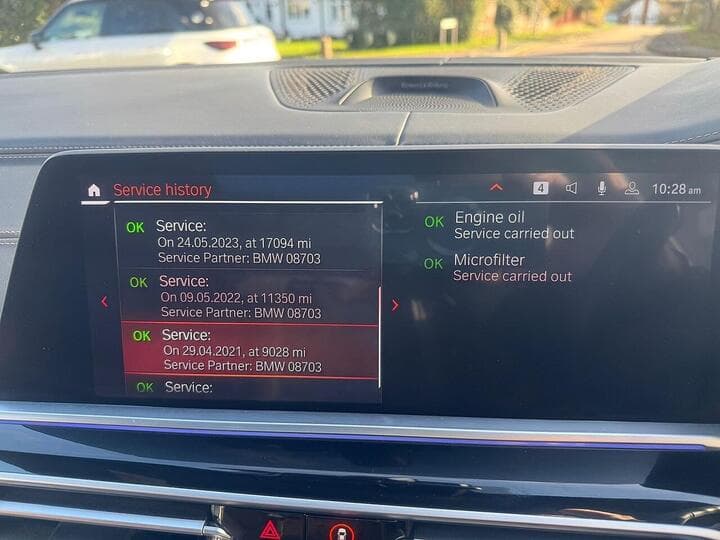 Service history
4
10:28 am
OK Service:
On 24.05.2023, at 17094 mi
Service Partner: BMW 08703
OK Service:
On 09.05.2022, at 11350 mi
Service Partner: BMW 08703
OK Service:
On 29.04.2021, at 9028 mi
Service Partner: BMW 08703
OK Service:
OK Engine oil
Service carried out
OK Microfilter
Service carried out